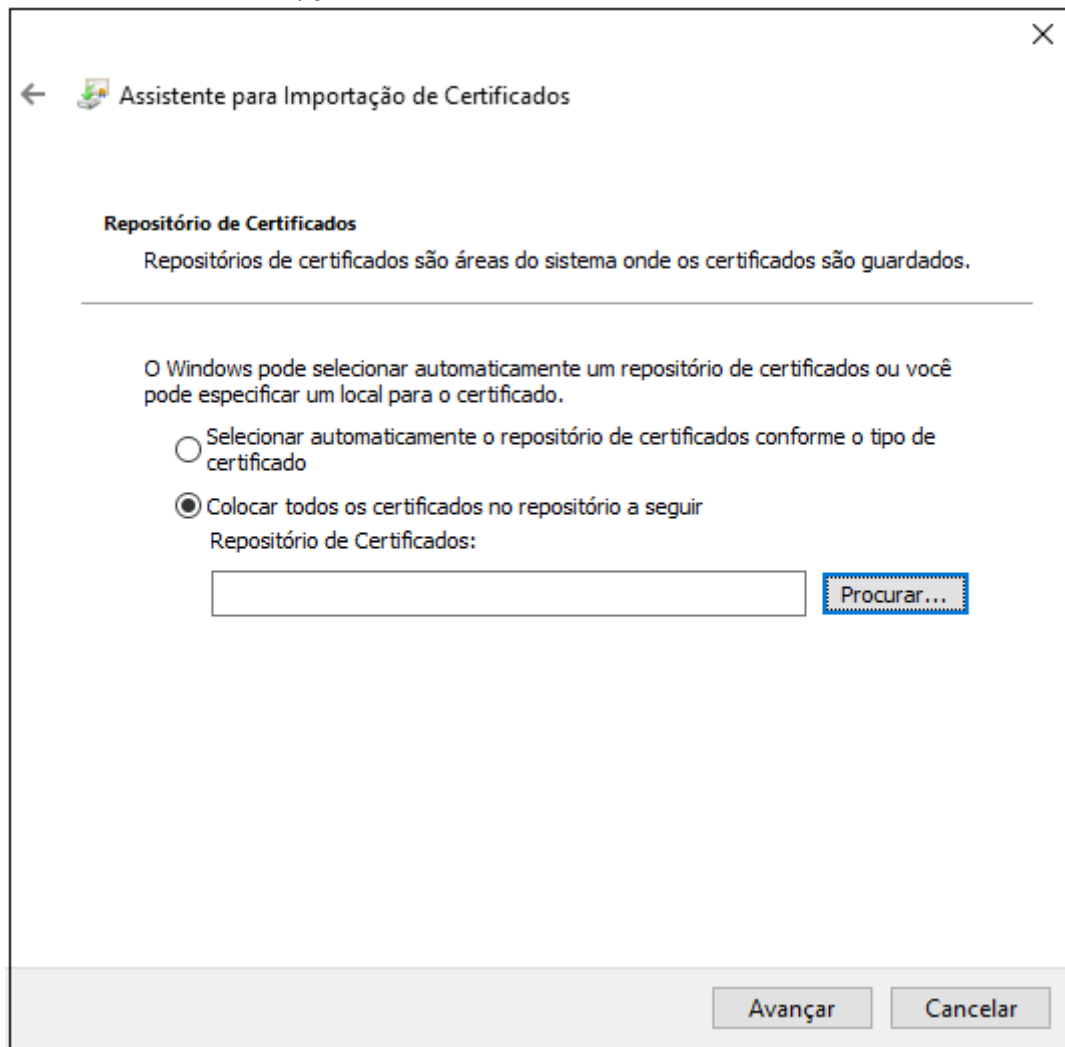 Assistente para Importação de Certificados
Repositório de Certificados
Repositórios de certificados são áreas do sistema onde os certificados são guardados.
O Windows pode selecionar automaticamente um repositório de certificados ou você
pode especificar um local para o certificado.
Selecionar automaticamente o repositório de certificados conforme o tipo de
certificado
Colocar todos os certificados no repositório a seguir
Repositório de Certificados:
Procurar...
Avançar
Cancelar